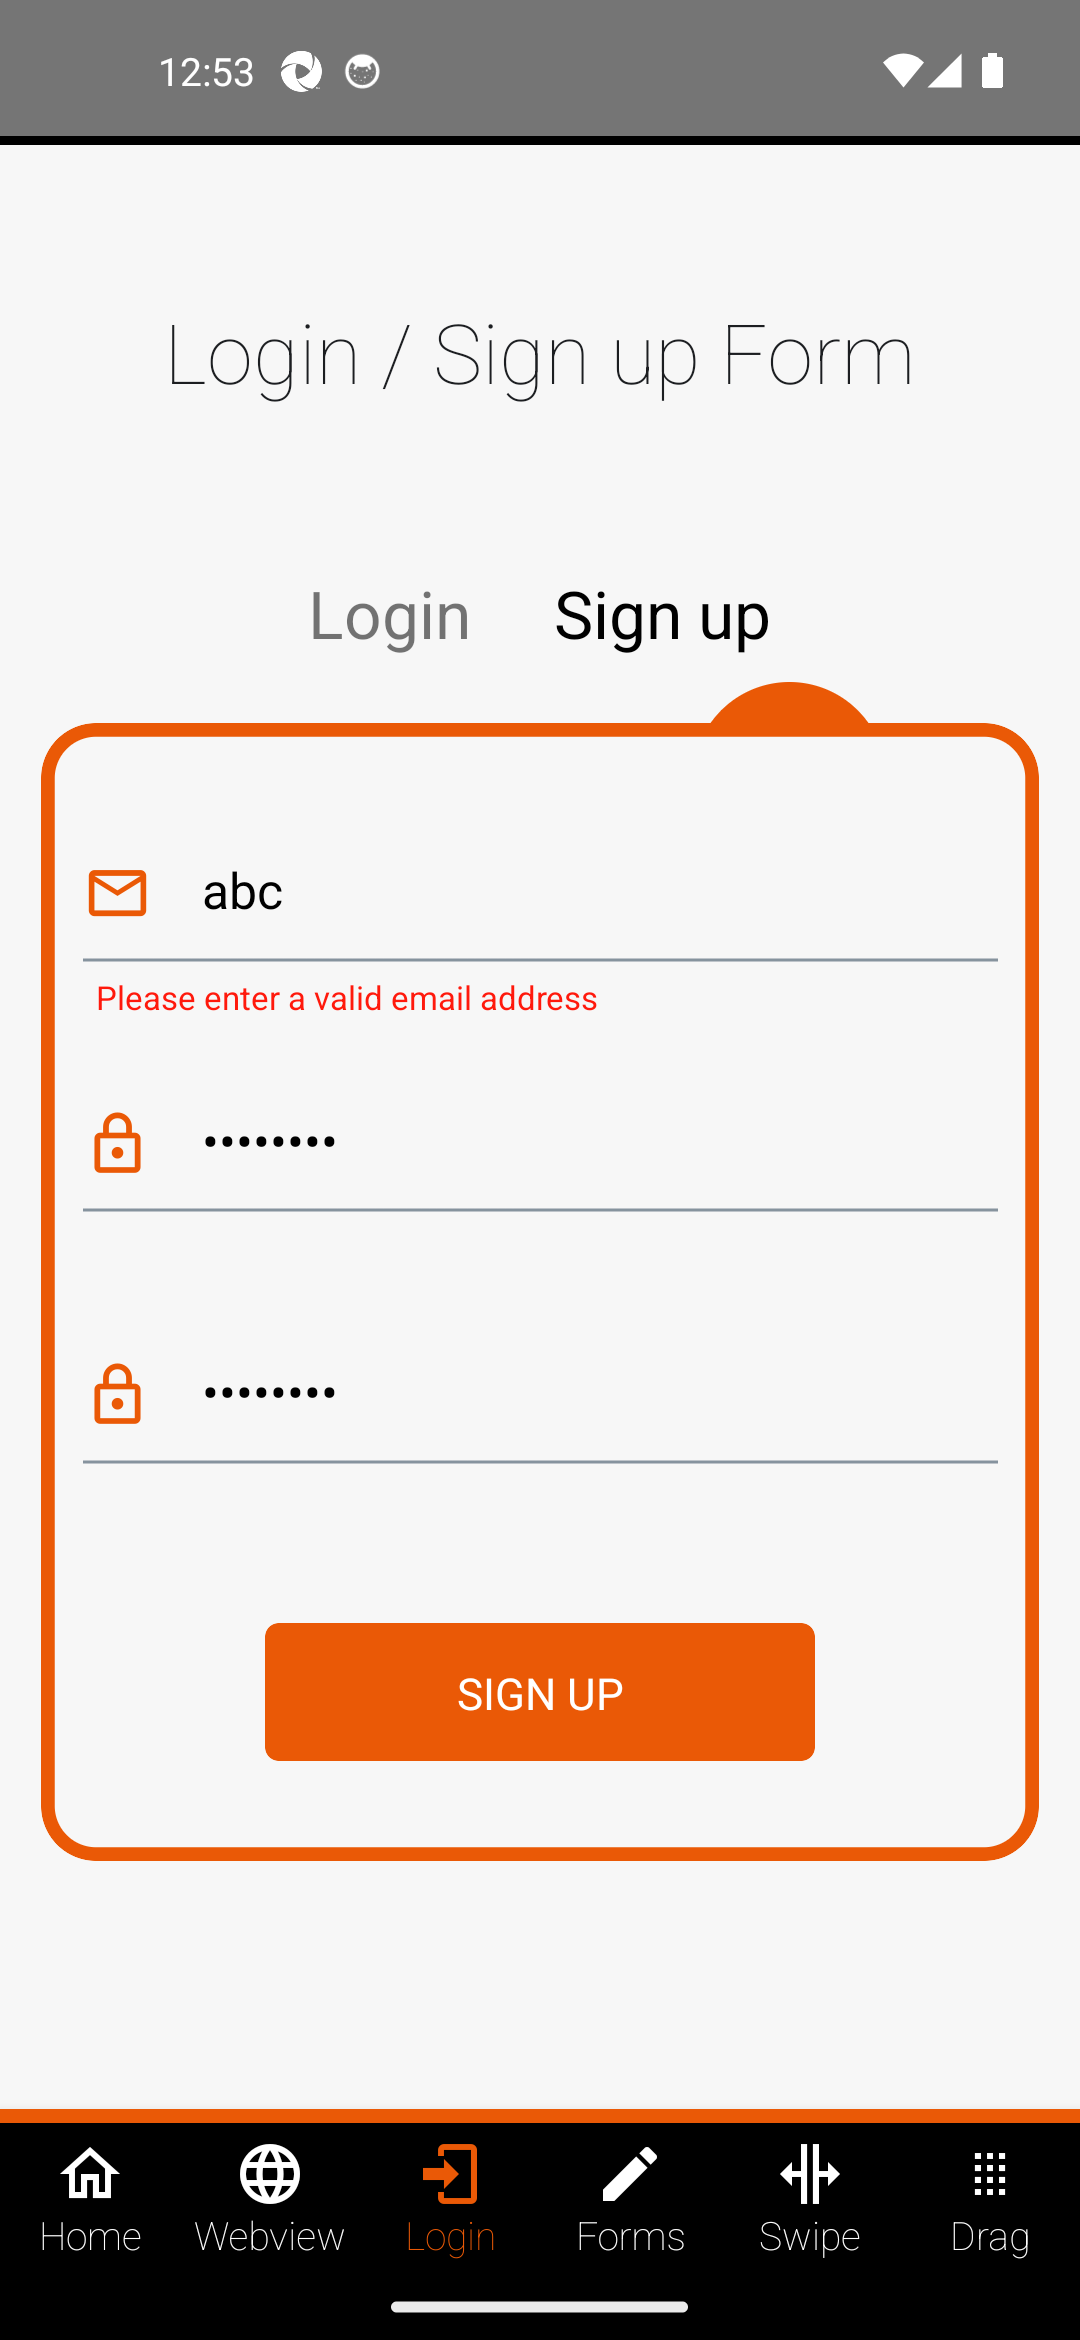 12:53
Login / Sign up Form
Login Sign up
abc
Please enter a valid email address
••••••••
••••••••
SIGN UP
Home Webview Login Forms Swipe Drag